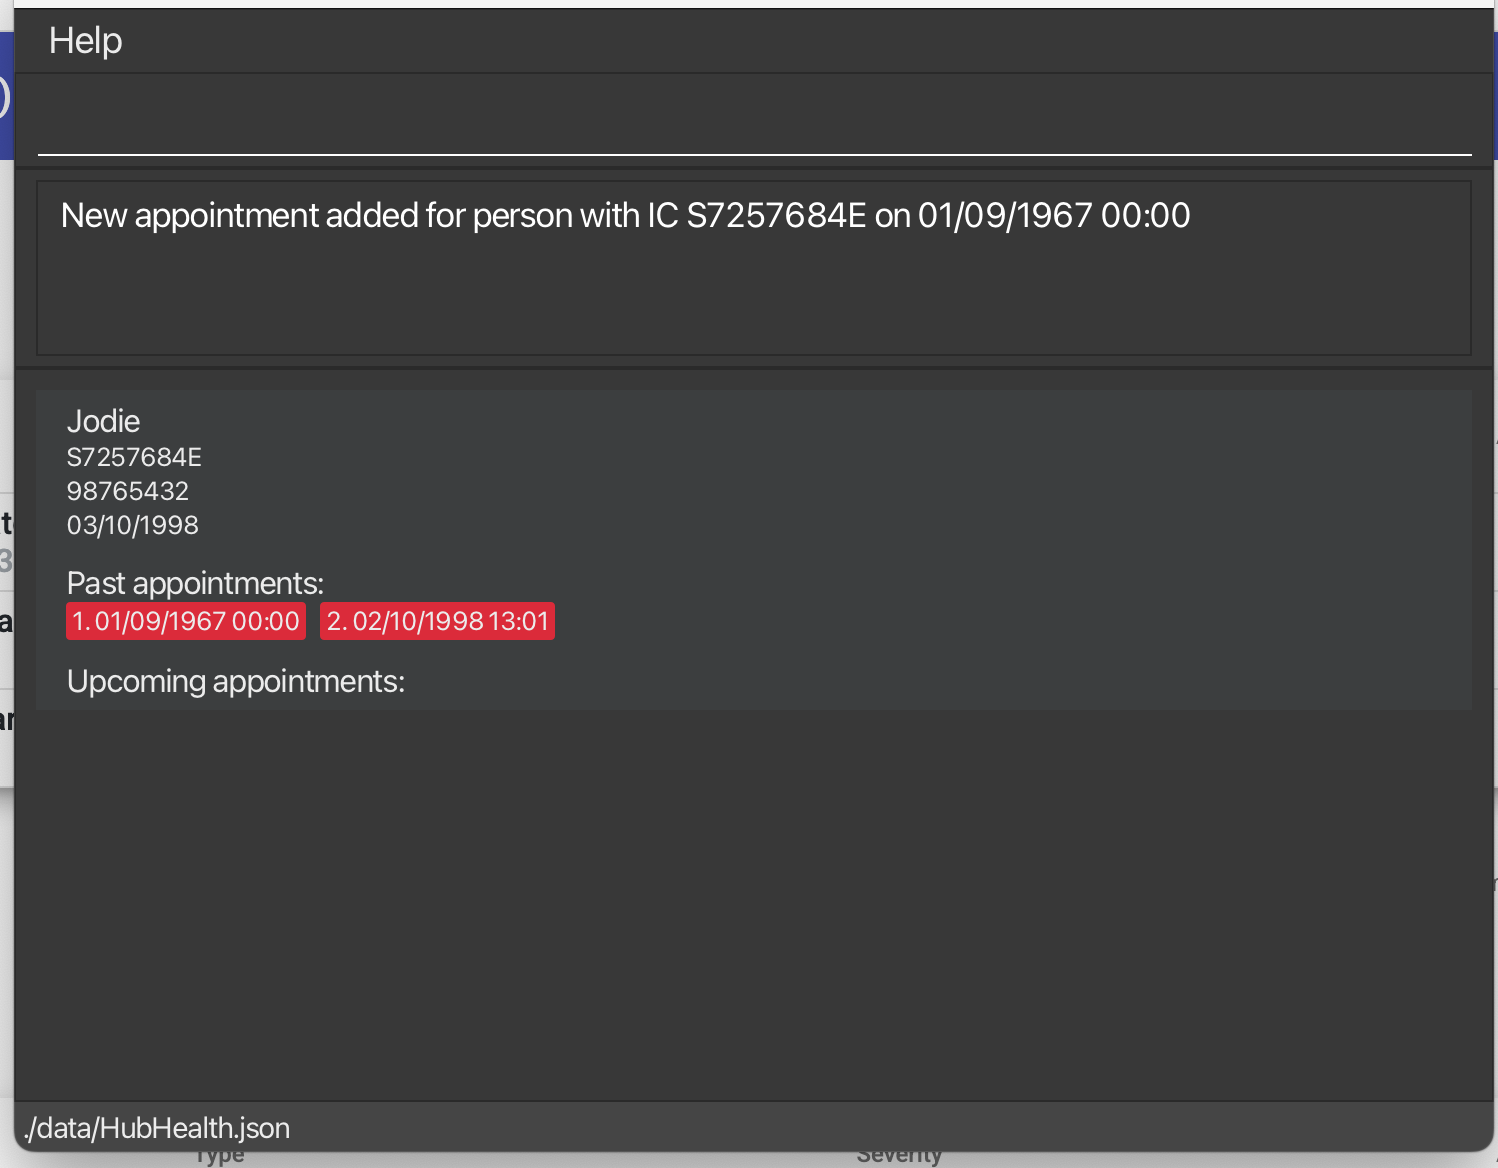 Help
New appointment added for person with IC S7257684E on 01/09/1967 00:00
Jodie
S7257684E
98765432
03/10/1998
Past appointments:
1. 01/09/1967 00:00 2. 02/10/1998 13:01
Upcoming appointments:
./data/HubHealth.json
Type Severity